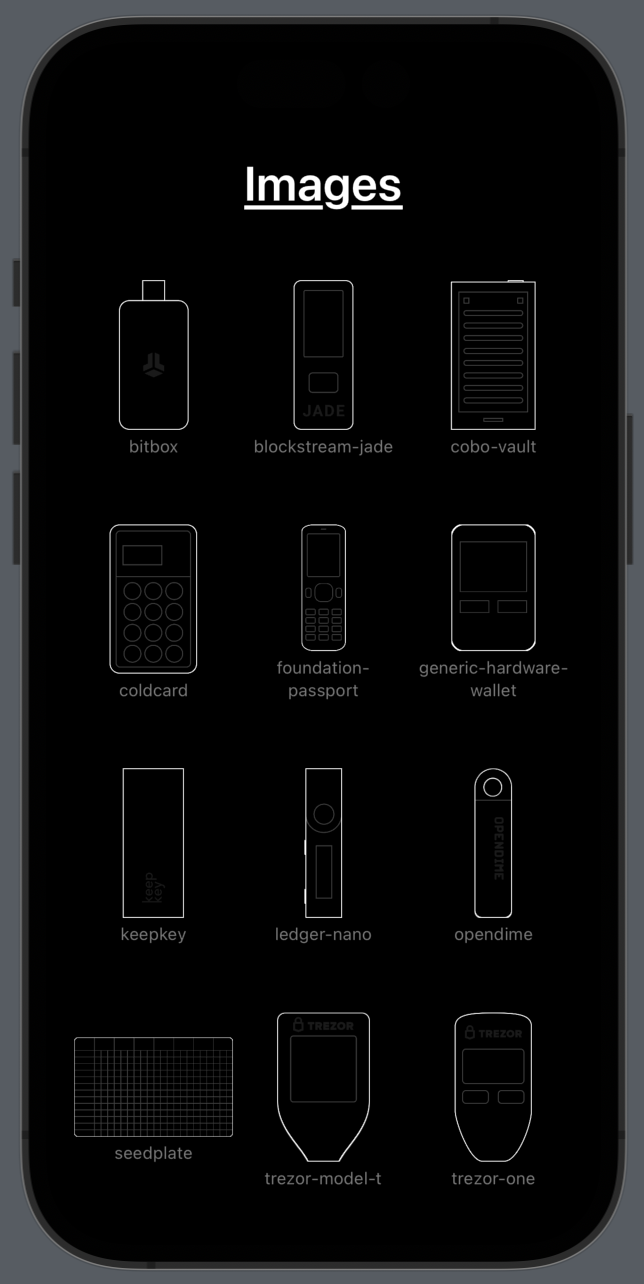 Images
JADE
bitbox
blockstream-jade
cobo-vault
coldcard
foundation-
passport
generic-hardware-
wallet
keep
key
OPENDIME
keepkey
ledger-nano
opendime
TREZOR
TREZOR
seedplate
trezor-model-t
trezor-one